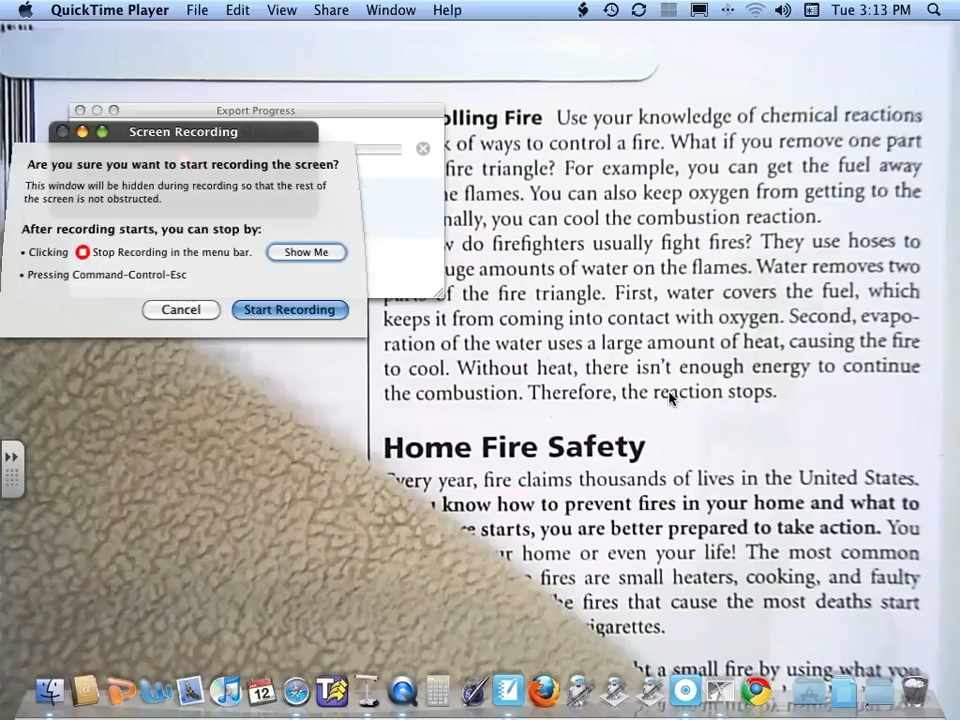 QuickTime Player File Edit View Share Window Help Tue 3:13 PM
Export Progress
Screen Recording
Are you sure you want to start recording the screen?
This window will be hidden during recording so that the rest of
the screen is not obstructed.
After recording starts, you can stop by:
• Clicking Stop Recording in the menu bar. Show Me
• Pressing Command-Control-Esc
Cancel Start Recording
olling Fire Use your knowledge of chemical reactions
of ways to control a fire. What if you remove one part
fire triangle? For example, you can get the fuel away
e flames. You can also keep oxygen from getting to the
nally, you can cool the combustion reaction.
w do firefighters usually fight fires? They use hoses to
uge amounts of water on the flames. Water removes two
parts of the fire triangle. First, water covers the fuel, which
keeps it from coming into contact with oxygen. Second, evapo-
ration of the water uses a large amount of heat, causing the fire
to cool. Without heat, there isn't enough energy to continue
the combustion. Therefore, the reaction stops.
Home Fire Safety
Every year, fire claims thousands of lives in the United States.
know how to prevent fires in your home and what to
e starts, you are better prepared to take action. You
r home or even your life! The most common
fires are small heaters, cooking, and faulty
he fires that cause the most deaths start
igarettes.
ht a small fire by using what you
12